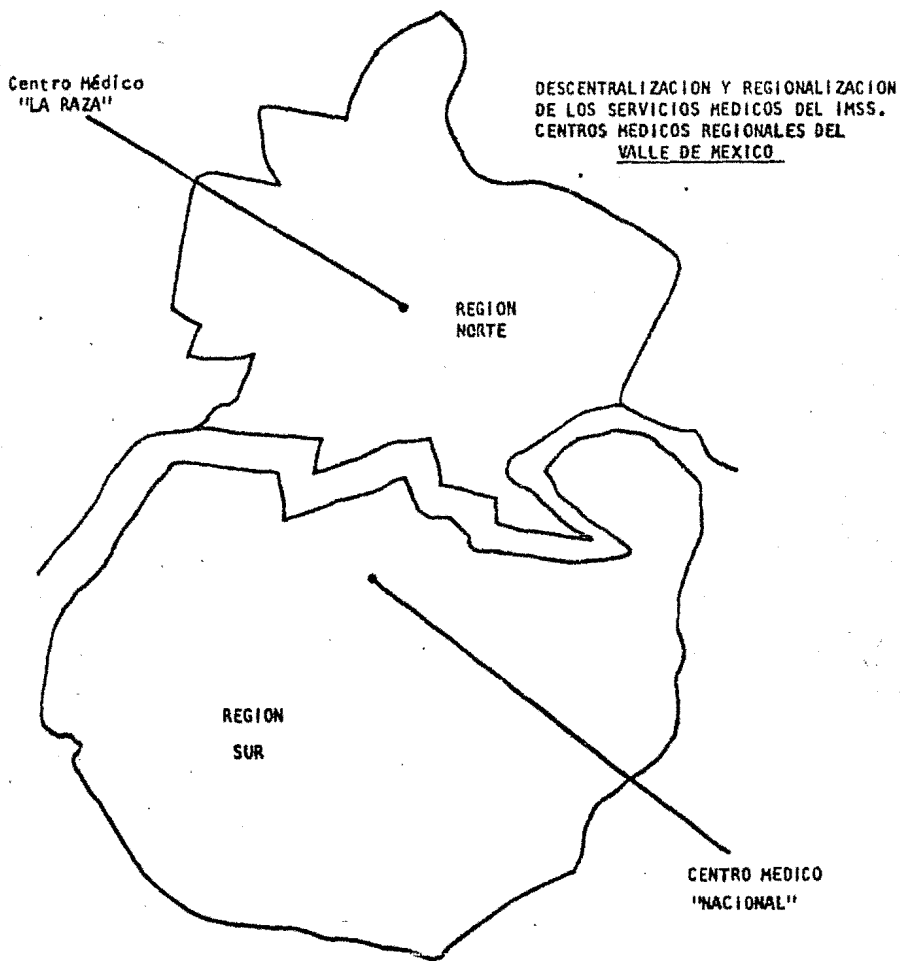 Centro Médico
"LA RAZA"
DESCENTRALIZACION Y REGIONALIZACION
DE LOS SERVICIOS MEDICOS DEL IMSS.
CENTROS MEDICOS REGIONALES DEL
VALLE DE MEXICO
REGION
NORTE
REGION
SUR
CENTRO MEDICO
"NACIONAL"